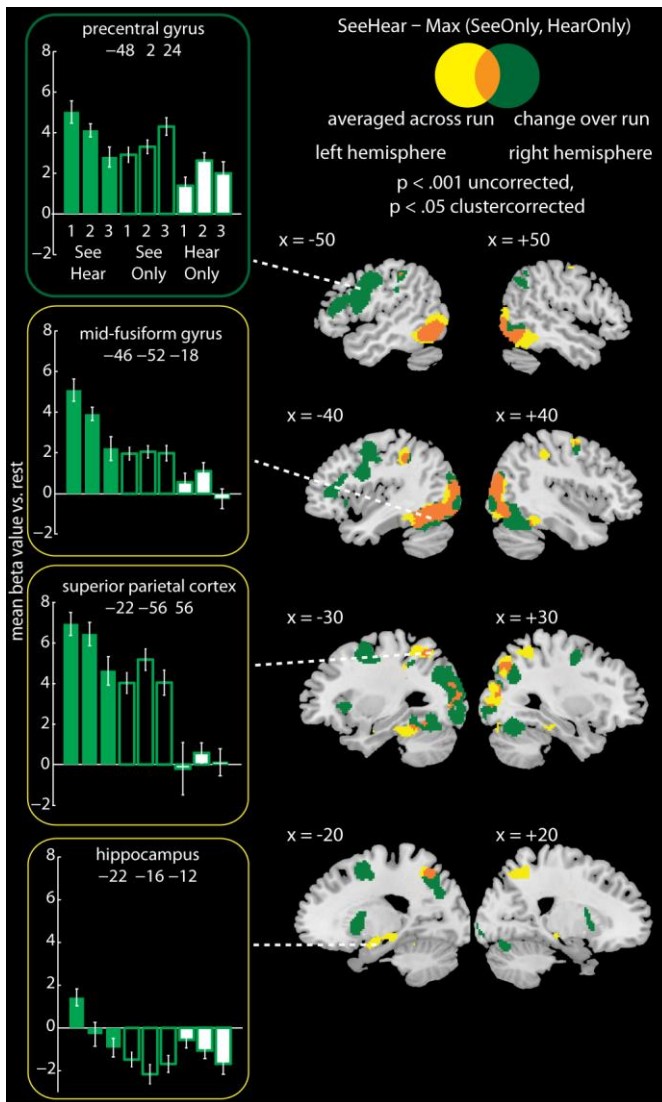 precentral gyrus
−48 2 24
8
6
4
2
0
−2
1 2 3 1 2 3 1 2 3
See See Hear
Hear Only Only
mid-fusiform gyrus
−46 −52 −18
8
6
4
2
0
−2
superior parietal cortex
−22 −56 56
8
6
4
2
0
−2
hippocampus
−22 −16 −12
8
6
4
2
0
−2
mean beta value vs. rest
SeeHear − Max (SeeOnly, HearOnly)
averaged across run change over run
left hemisphere right hemisphere
p < .001 uncorrected,
p < .05 clustercorrected
x = -50 x = +50
x = -40 x = +40
x = -30 x = +30
x = -20 x = +20